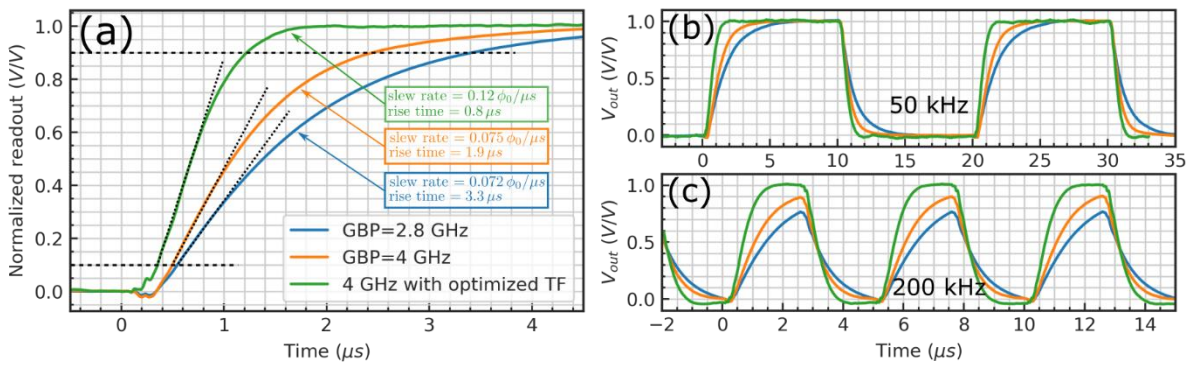 (a)
Normalized readout (V/V)
1.0
0.8
0.6
0.4
0.2
0.0
slew rate = 0.12 ϕ₀/μs
rise time = 0.8 μs
slew rate = 0.075 ϕ₀/μs
rise time = 1.9 μs
slew rate = 0.072 ϕ₀/μs
rise time = 3.3 μs
GBP=2.8 GHz
GBP=4 GHz
4 GHz with optimized TF
0 1 2 3 4
Time (μs)
(b)
V_out (V/V)
1.0
0.5
0.0
50 kHz
−5 0 5 10 15 20 25 30 35
(c)
V_out (V/V)
1.0
0.5
0.0
200 kHz
−2 0 2 4 6 8 10 12 14
Time (μs)